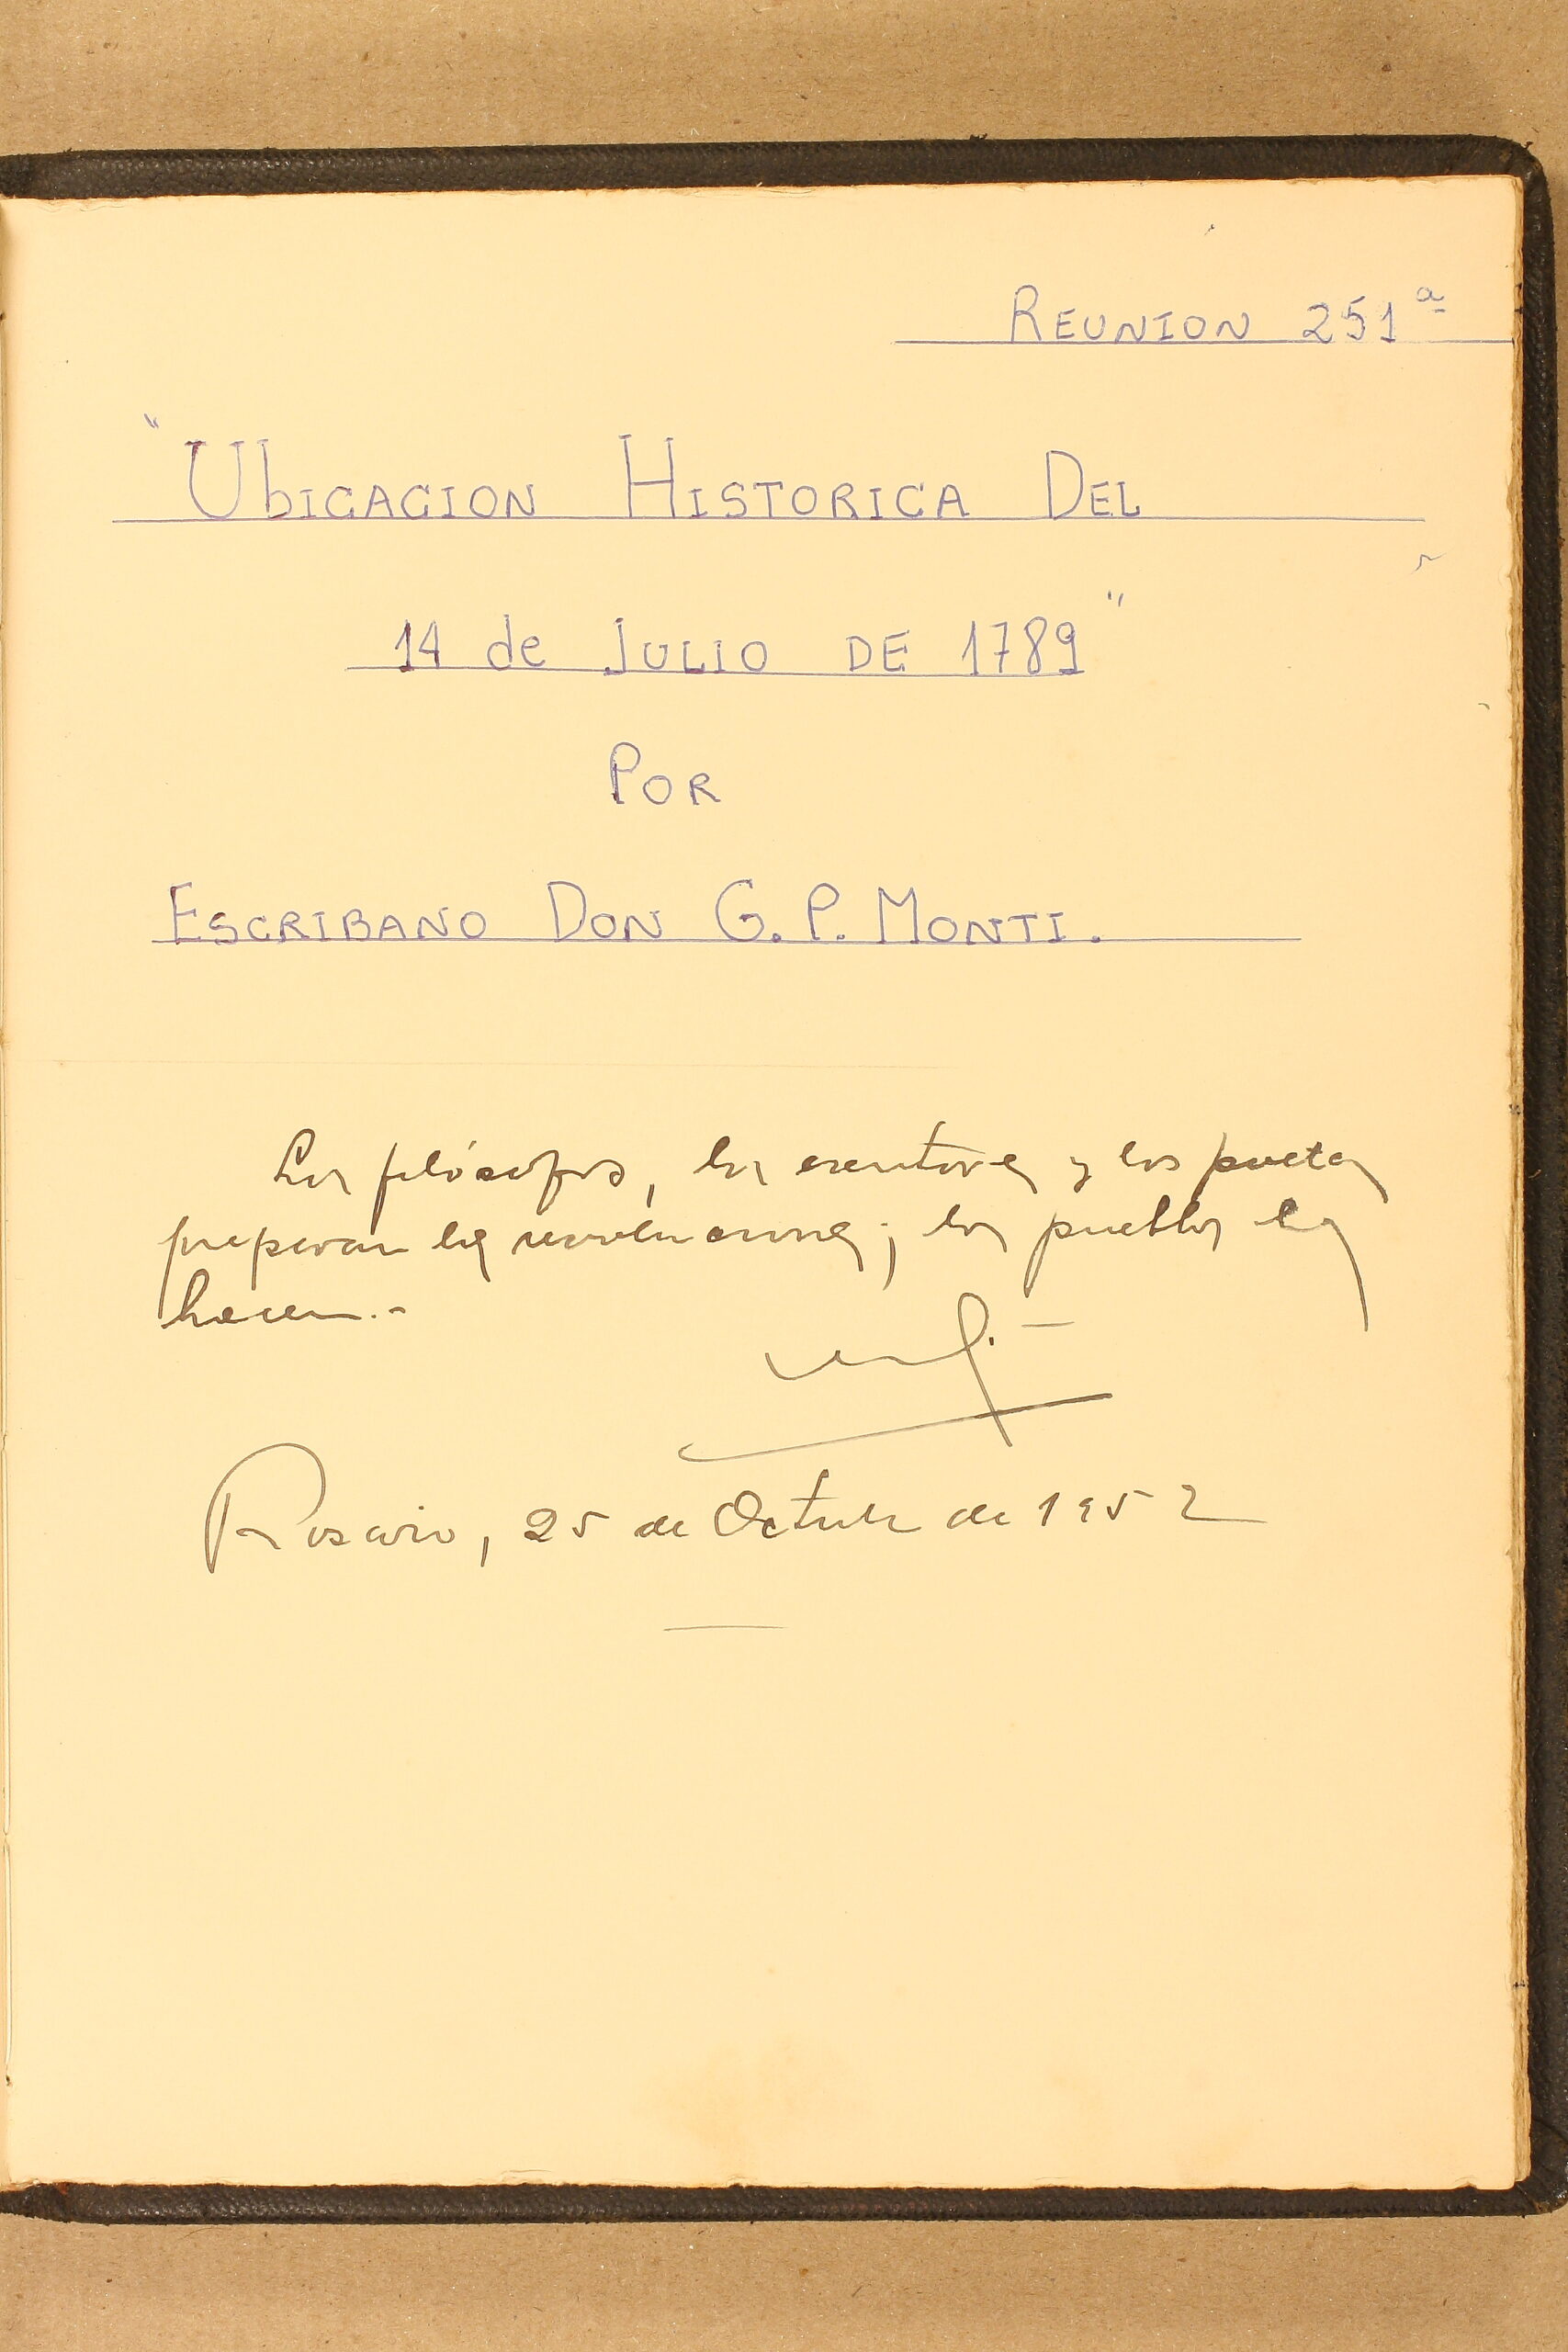 REUNION 251ª
"UbICACION HISTORICA DEL
14 de JULIO DE 1789"
POR
ESCRIBANO DON G. P. MONTI.
Los filósofos, los escritores y los poetas
preparan las revoluciones; los pueblos las
hacen.-
Rosario, 25 de Octubre de 1952